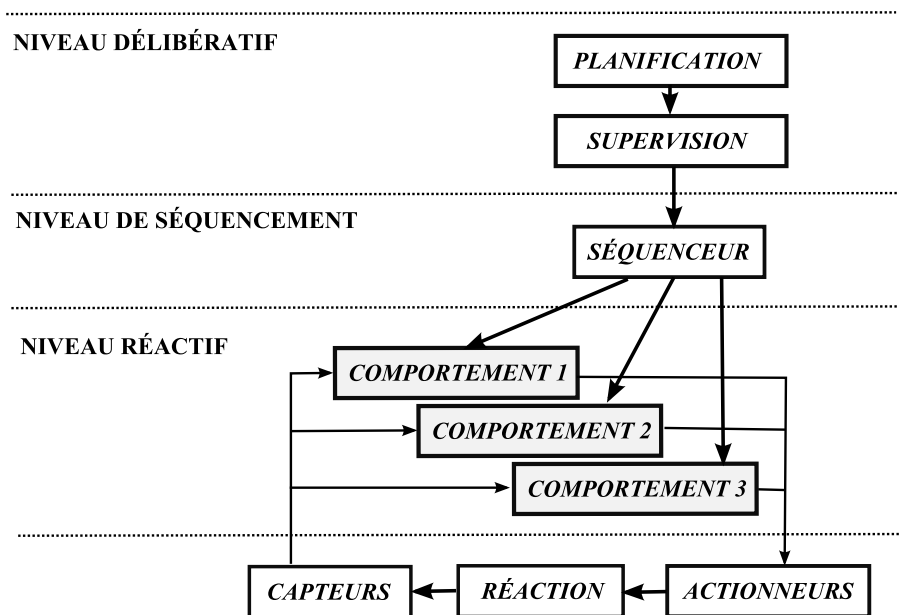 NIVEAU DÉLIBÉRATIF
PLANIFICATION
SUPERVISION
NIVEAU DE SÉQUENCEMENT
SÉQUENCEUR
NIVEAU RÉACTIF
COMPORTEMENT 1
COMPORTEMENT 2
COMPORTEMENT 3
CAPTEURS
RÉACTION
ACTIONNEURS